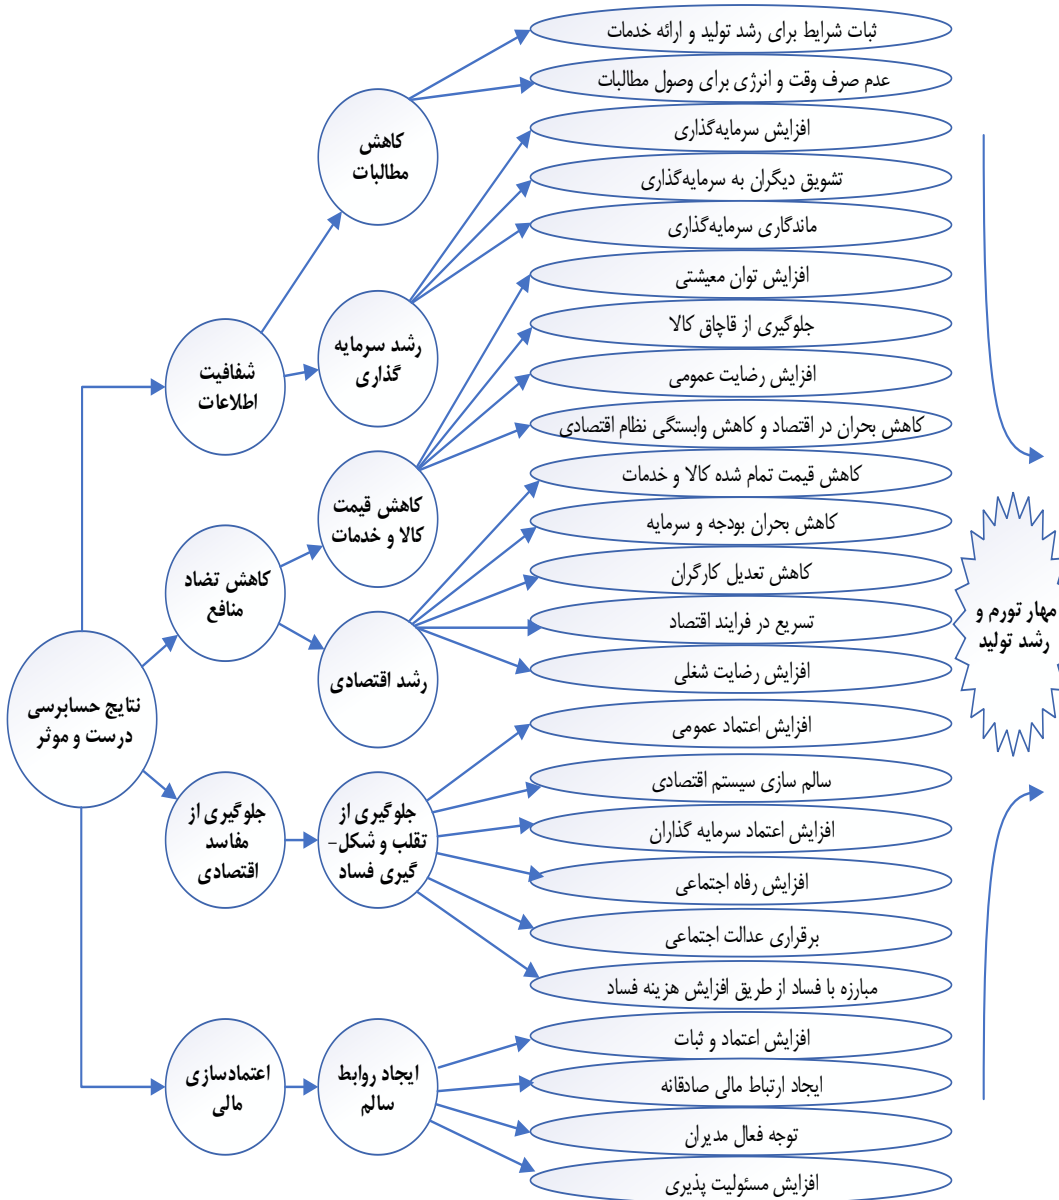 نتایج حسابرسی
درست و موثر
شفافیت
اطلاعات
کاهش تضاد
منافع
جلوگیری از
مفاسد
اقتصادی
اعتمادسازی
مالی
کاهش
مطالبات
رشد سرمایه
گذاری
کاهش قیمت
کالا و خدمات
رشد اقتصادی
جلوگیری از
تقلب و شکل-
گیری فساد
ایجاد روابط
سالم
ثبات شرایط برای رشد تولید و ارائه خدمات
عدم صرف وقت و انرژی برای وصول مطالبات
افزایش سرمایه‌گذاری
تشویق دیگران به سرمایه‌گذاری
ماندگاری سرمایه‌گذاری
افزایش توان معیشتی
جلوگیری از قاچاق کالا
افزایش رضایت عمومی
کاهش بحران در اقتصاد و کاهش وابستگی نظام اقتصادی
کاهش قیمت تمام شده کالا و خدمات
کاهش بحران بودجه و سرمایه
کاهش تعدیل کارگران
تسریع در فرایند اقتصاد
افزایش رضایت شغلی
افزایش اعتماد عمومی
سالم سازی سیستم اقتصادی
افزایش اعتماد سرمایه گذاران
افزایش رفاه اجتماعی
برقراری عدالت اجتماعی
مبارزه با فساد از طریق افزایش هزینه فساد
افزایش اعتماد و ثبات
ایجاد ارتباط مالی صادقانه
توجه فعال مدیران
افزایش مسئولیت پذیری
مهار تورم و
رشد تولید